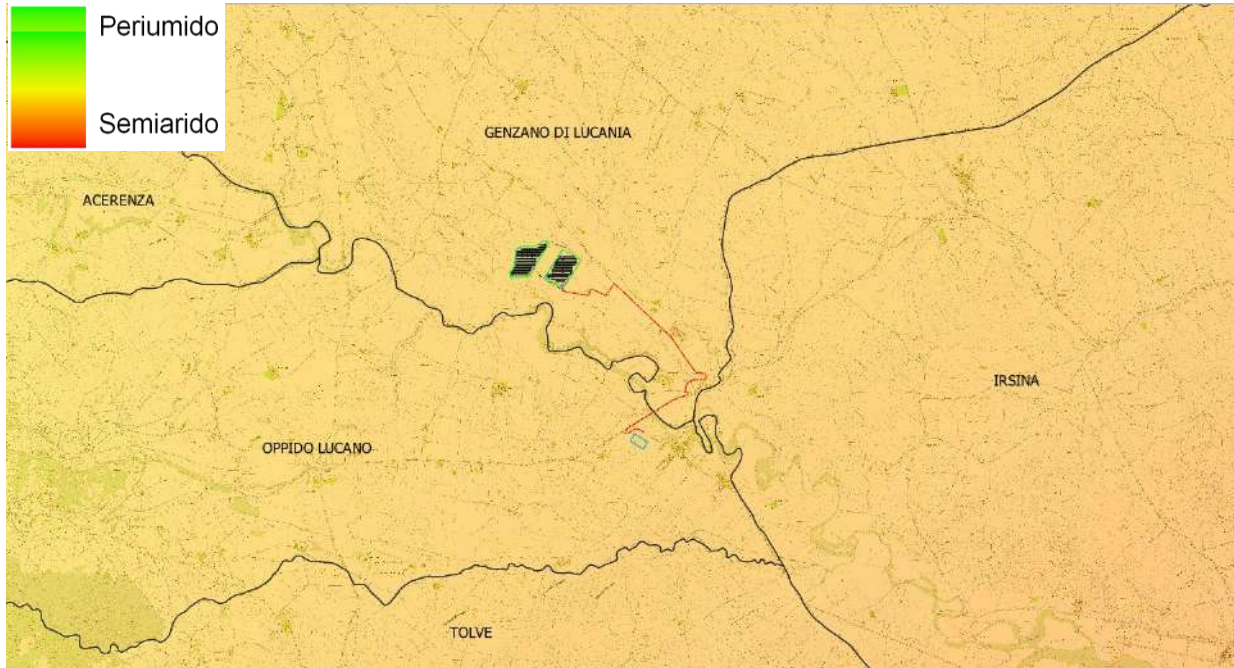 Periumido
Semiarido
GENZANO DI LUCANIA
ACERENZA
IRSINA
OPPIDO LUCANO
TOLVE